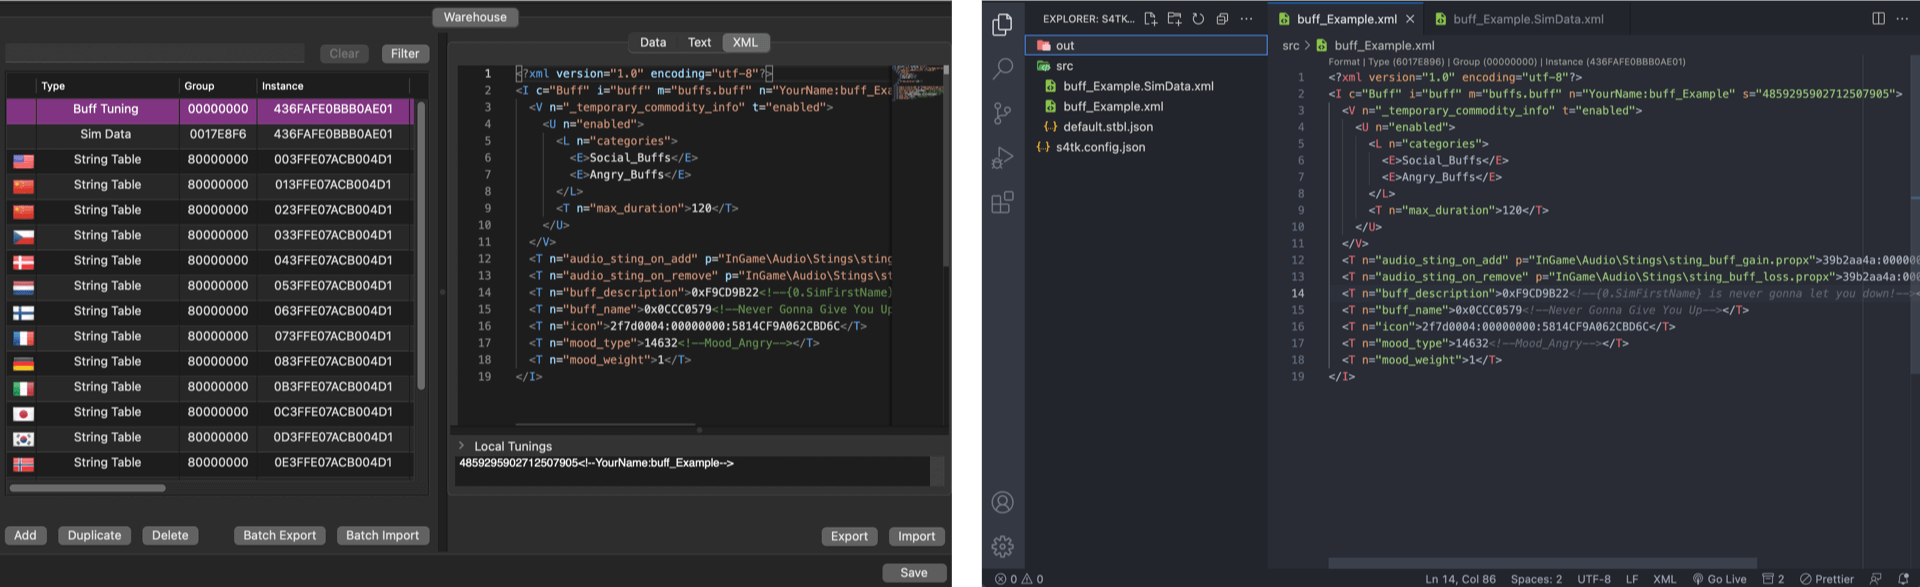 Warehouse
Clear
Filter
Data
Text
XML
Type Group Instance
Buff Tuning 00000000 436FAFE0BBB0AE01
Sim Data 0017E8F6 436FAFE0BBB0AE01
String Table 80000000 003FFE07ACB004D1
String Table 80000000 013FFE07ACB004D1
String Table 80000000 023FFE07ACB004D1
String Table 80000000 033FFE07ACB004D1
String Table 80000000 043FFE07ACB004D1
String Table 80000000 053FFE07ACB004D1
String Table 80000000 063FFE07ACB004D1
String Table 80000000 073FFE07ACB004D1
String Table 80000000 083FFE07ACB004D1
String Table 80000000 0B3FFE07ACB004D1
String Table 80000000 0C3FFE07ACB004D1
String Table 80000000 0D3FFE07ACB004D1
String Table 80000000 0E3FFE07ACB004D1
Add
Duplicate
Delete
Batch Export
Batch Import
1 <?xml version="1.0" encoding="utf-8"?>
2 <I c="Buff" i="buff" m="buffs.buff" n="YourName:buff_Exa
3 <V n="_temporary_commodity_info" t="enabled">
4 <U n="enabled">
5 <L n="categories">
6 <E>Social_Buffs</E>
7 <E>Angry_Buffs</E>
8 </L>
9 <T n="max_duration">120</T>
10 </U>
11 </V>
12 <T n="audio_sting_on_add" p="InGame\Audio\Stings\sting
13 <T n="audio_sting_on_remove" p="InGame\Audio\Stings\st
14 <T n="buff_description">0xF9CD9B22<!--{0.SimFirstName}
15 <T n="buff_name">0x0CCC0579<!--Never Gonna Give You Up
16 <T n="icon">2f7d0004:00000000:5814CF9A062CBD6C</T>
17 <T n="mood_type">14632<!--Mood_Angry--></T>
18 <T n="mood_weight">1</T>
19 </I>
Local Tunings
4859295902712507905<!--YourName:buff_Example-->
Export
Import
Save
EXPLORER: S4TK...
out
src
buff_Example.SimData.xml
buff_Example.xml
default.stbl.json
s4tk.config.json
buff_Example.xml
buff_Example.SimData.xml
src > buff_Example.xml
Format | Type (6017E896) | Group (00000000) | Instance (436FAFE0BBB0AE01)
1 <?xml version="1.0" encoding="utf-8"?>
2 <I c="Buff" i="buff" m="buffs.buff" n="YourName:buff_Example" s="4859295902712507905">
3 <V n="_temporary_commodity_info" t="enabled">
4 <U n="enabled">
5 <L n="categories">
6 <E>Social_Buffs</E>
7 <E>Angry_Buffs</E>
8 </L>
9 <T n="max_duration">120</T>
10 </U>
11 </V>
12 <T n="audio_sting_on_add" p="InGame\Audio\Stings\sting_buff_gain.propx">39b2aa4a:00000
13 <T n="audio_sting_on_remove" p="InGame\Audio\Stings\sting_buff_loss.propx">39b2aa4a:00
14 <T n="buff_description">0xF9CD9B22<!--{0.SimFirstName} is never gonna let you down!--><
15 <T n="buff_name">0x0CCC0579<!--Never Gonna Give You Up--></T>
16 <T n="icon">2f7d0004:00000000:5814CF9A062CBD6C</T>
17 <T n="mood_type">14632<!--Mood_Angry--></T>
18 <T n="mood_weight">1</T>
19 </I>
0 0 Ln 14, Col 86 Spaces: 2 UTF-8 LF XML Go Live 2 Prettier